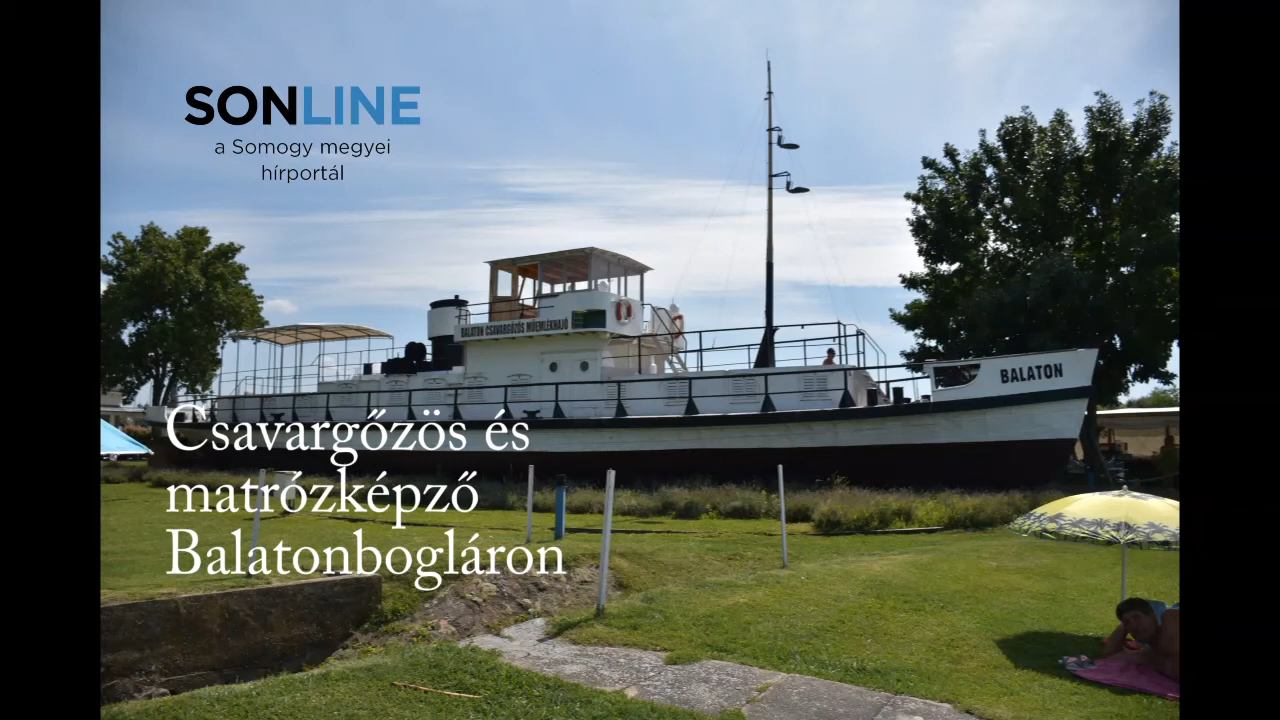 SONLINE
a Somogy megyei
hírportál
BALATON CSAVARGŐZÖS MŰEMLÉKHAJÓ
BALATON
Csavargőzös és
matrózképző
Balatonbogláron